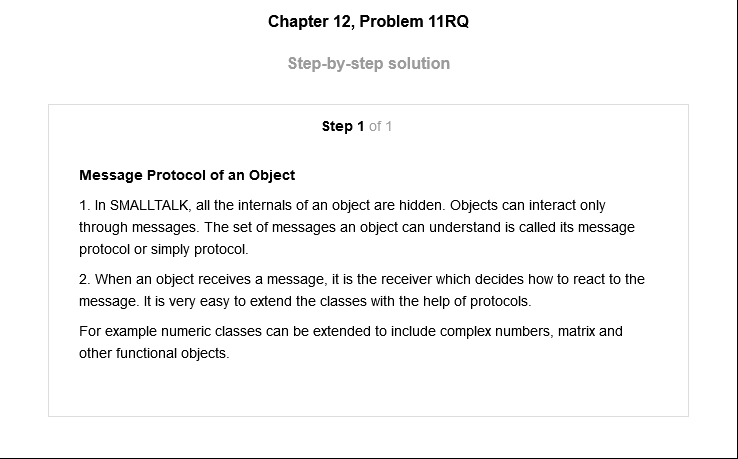 Chapter 12, Problem 11RQ
Step-by-step solution
Step 1 of 1
Message Protocol of an Object
1. In SMALLTALK, all the internals of an object are hidden. Objects can interact only
through messages. The set of messages an object can understand is called its message
protocol or simply protocol.
2. When an object receives a message, it is the receiver which decides how to react to the
message. It is very easy to extend the classes with the help of protocols.
For example numeric classes can be extended to include complex numbers, matrix and
other functional objects.